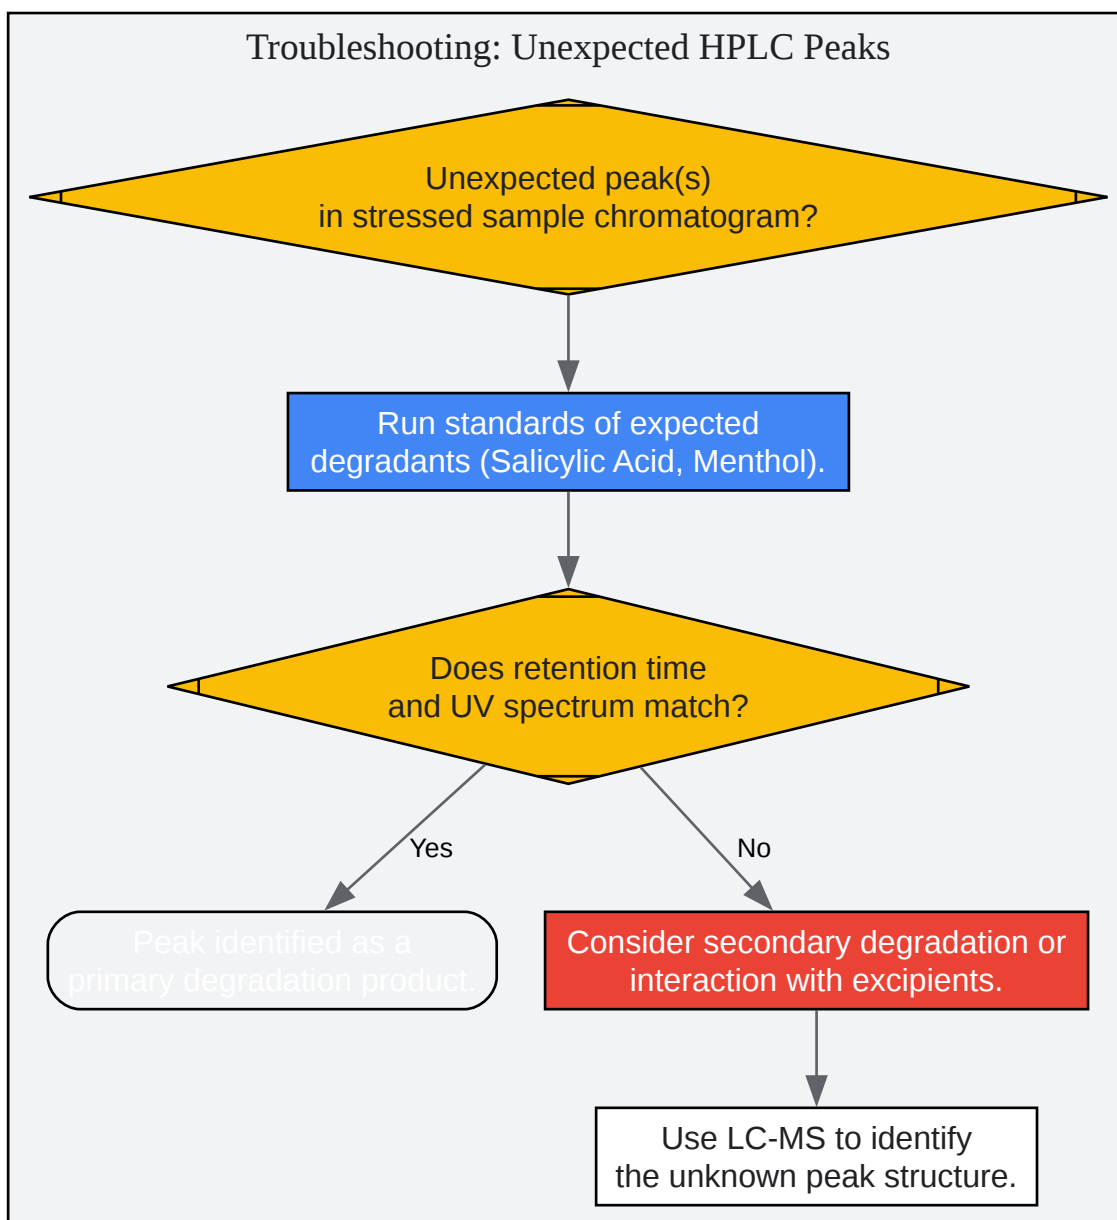 Troubleshooting: Unexpected HPLC Peaks
Unexpected peak(s)
in stressed sample chromatogram?
Run standards of expected
degradants (Salicylic Acid, Menthol).
Does retention time
and UV spectrum match?
Yes
No
Peak identified as a
primary degradation product.
Consider secondary degradation or
interaction with excipients.
Use LC-MS to identify
the unknown peak structure.